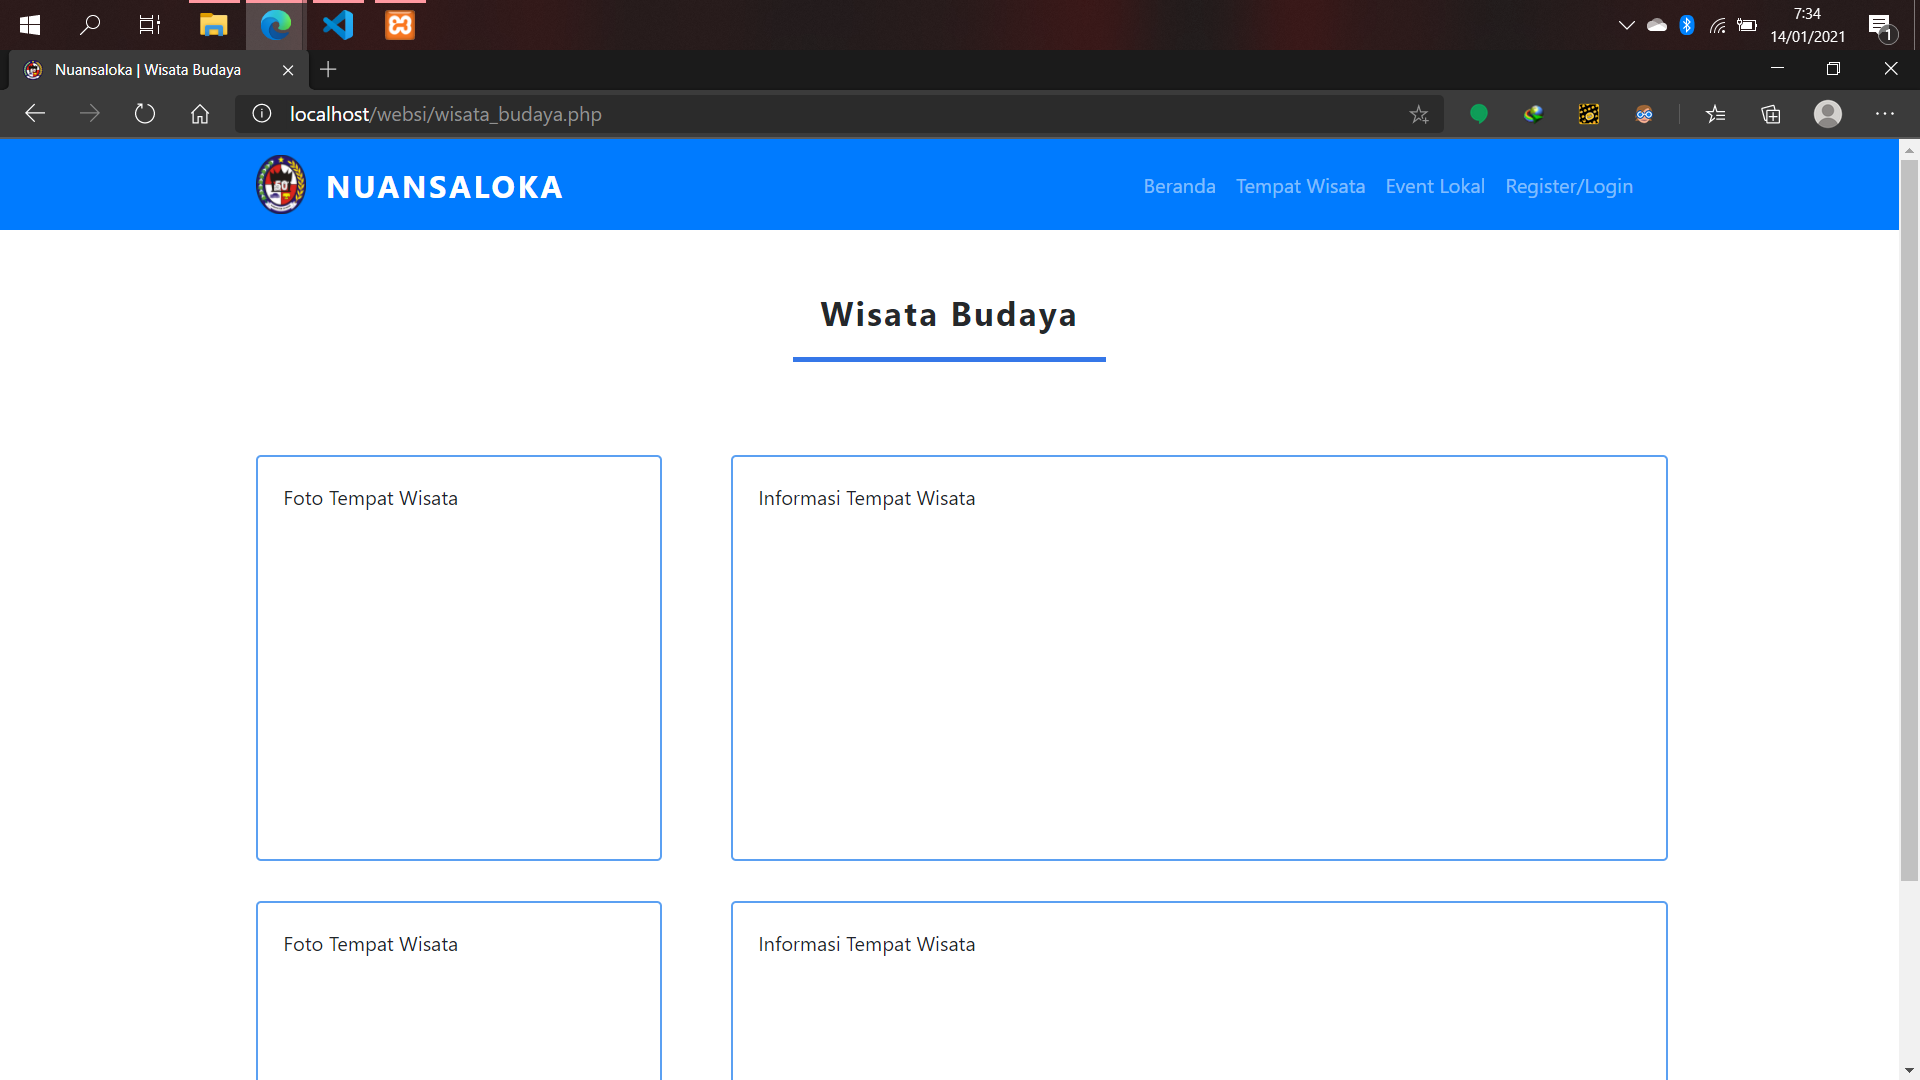 7:34
14/01/2021
1
Nuansaloka | Wisata Budaya
localhost/websi/wisata_budaya.php
NUANSALOKA
Beranda Tempat Wisata Event Lokal Register/Login
Wisata Budaya
Foto Tempat Wisata
Informasi Tempat Wisata
Foto Tempat Wisata
Informasi Tempat Wisata